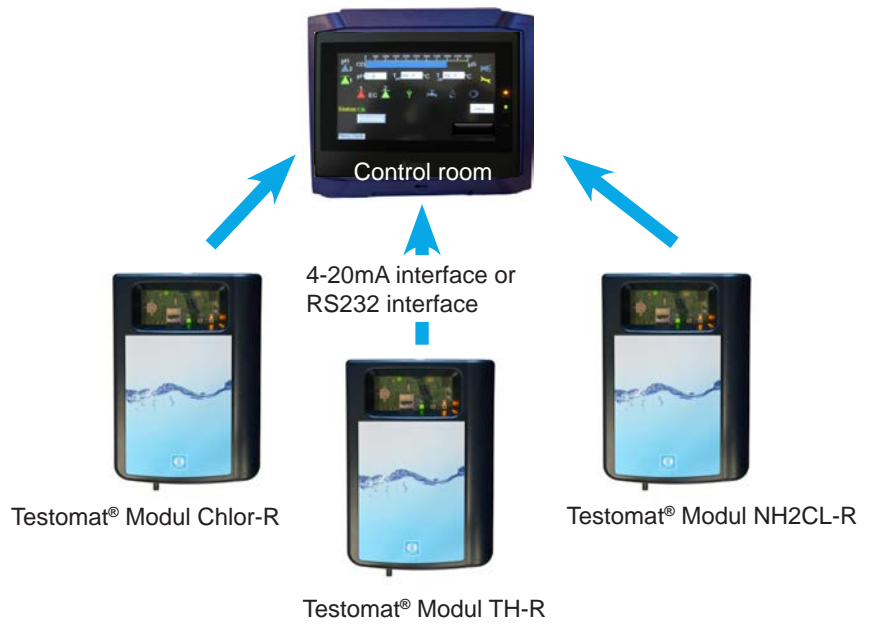 Control room
4-20mA interface or
RS232 interface
Testomat® Modul Chlor-R
Testomat® Modul NH2CL-R
Testomat® Modul TH-R